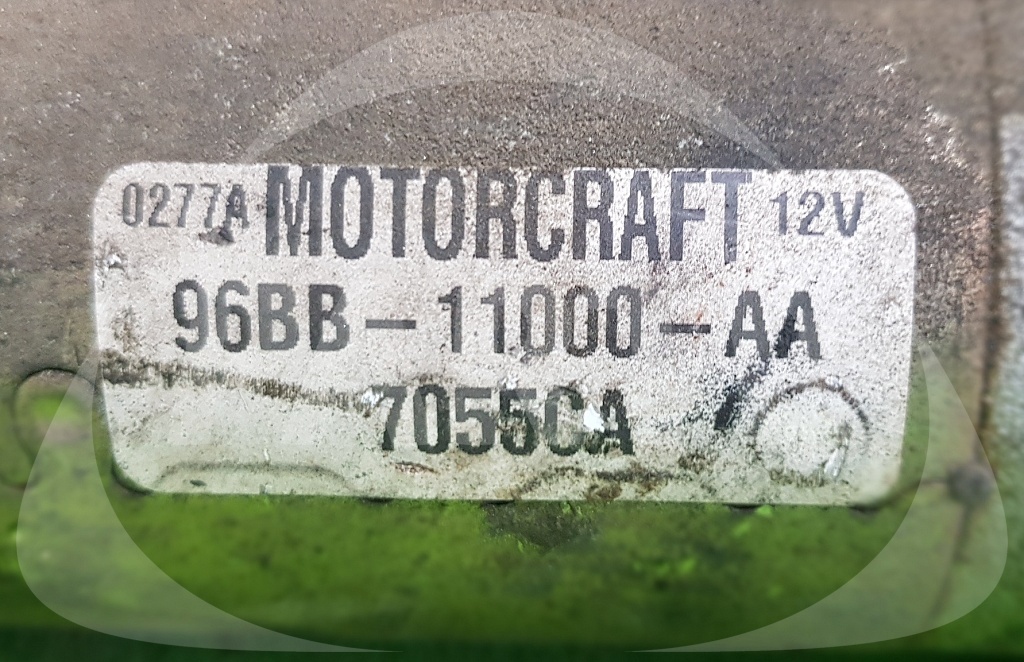 0277A MOTORCRAFT 12V
96BB-11000-AA
7055CA